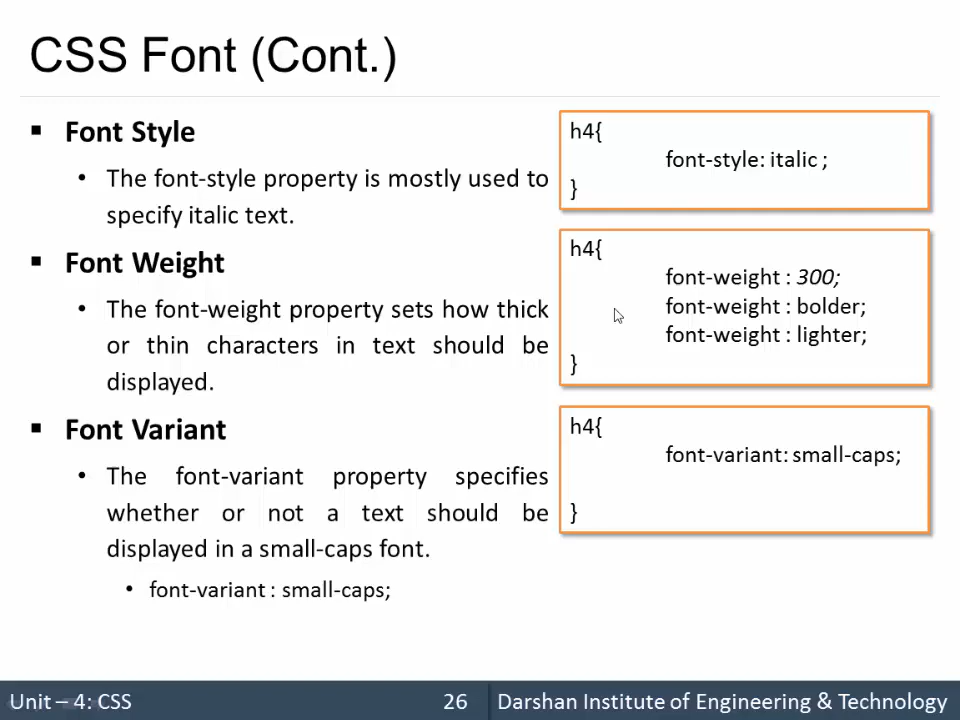 CSS Font (Cont.)
▪ Font Style
• The font-style property is mostly used to
specify italic text.
▪ Font Weight
• The font-weight property sets how thick
or thin characters in text should be
displayed.
▪ Font Variant
• The font-variant property specifies
whether or not a text should be
displayed in a small-caps font.
• font-variant : small-caps;
h4{
font-style: italic ;
}
h4{
font-weight : 300;
font-weight : bolder;
font-weight : lighter;
}
h4{
font-variant: small-caps;
}
Unit – 4: CSS
26
Darshan Institute of Engineering & Technology